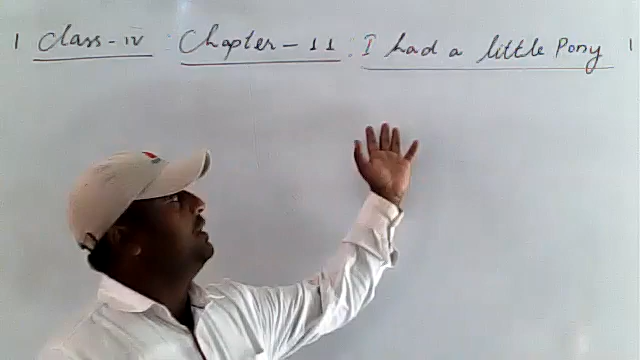 | Class-IV : Chapter-11 : I had a little Pony |